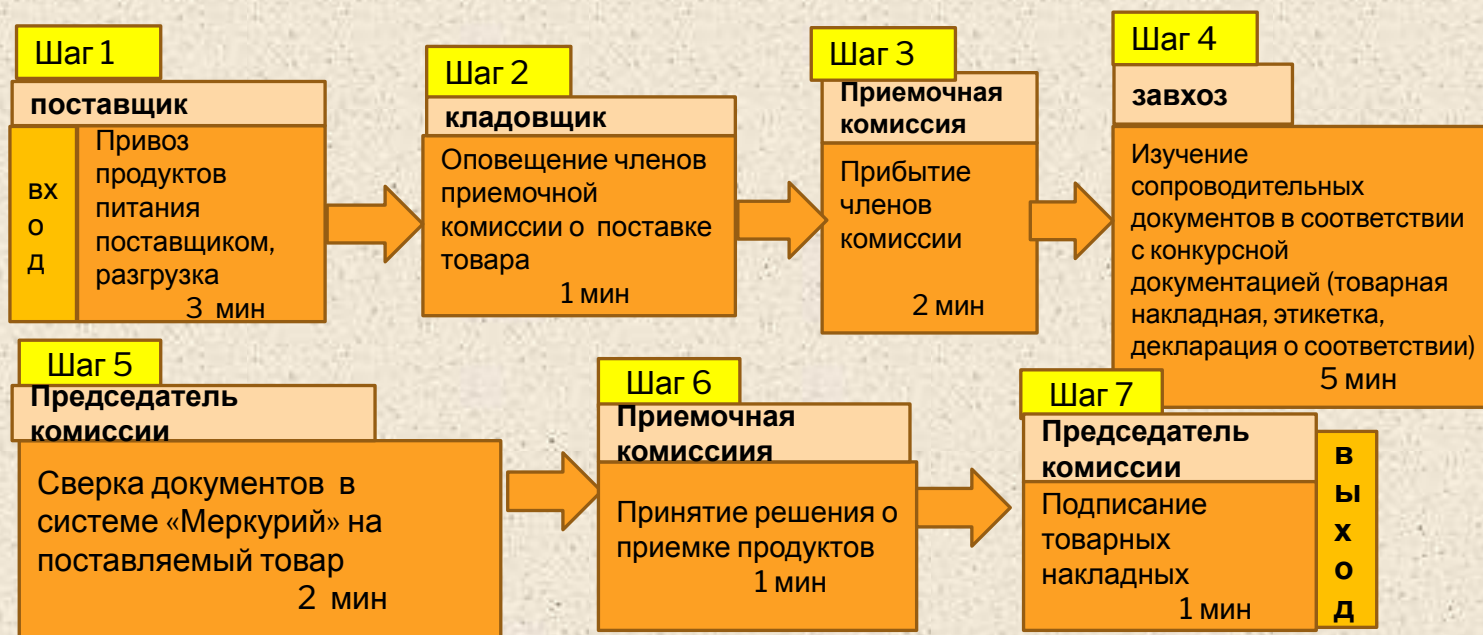 Шаг 1
поставщик
вх
о
д
Привоз
продуктов
питания
поставщиком,
разгрузка
3 мин
Шаг 2
кладовщик
Оповещение членов
приемочной
комиссии о поставке
товара
1 мин
Шаг 3
Приемочная
комиссия
Прибытие
членов
комиссии
2 мин
Шаг 4
завхоз
Изучение
сопроводительных
документов в соответствии
с конкурсной
документацией (товарная
накладная, этикетка,
декларация о соответствии)
5 мин
Шаг 5
Председатель
комиссии
Сверка документов в
системе «Меркурий» на
поставляемый товар
2 мин
Шаг 6
Приемочная
комиссиия
Принятие решения о
приемке продуктов
1 мин
Шаг 7
Председатель
комиссии
Подписание
товарных
накладных
1 мин
в
ы
х
о
д